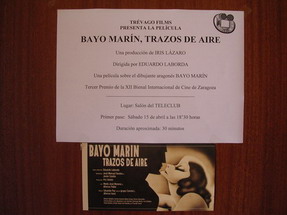 TRÉVAGO FILMS
PRESENTA LA PELÍCULA
BAYO MARÍN, TRAZOS DE AIRE
Una producción de IRIS LÁZARO
Dirigida por EDUARDO LABORDA
Una película sobre el dibujante aragonés BAYO MARÍN
Tercer Premio de la XII Bienal Internacional de Cine de Zaragoza
Lugar: Salón del TELECLUB
Primer pase: Sábado 15 de abril a las 18'30 horas
Duración aproximada: 50 minutos
BAYO MARÍN
TRAZOS DE AIRE